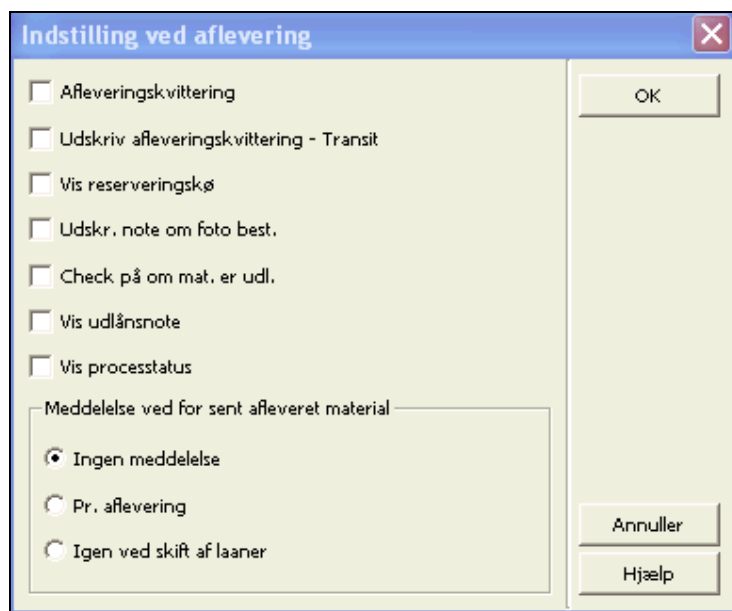 Indstilling ved aflevering
Afleveringskvittering
Udskriv afleveringskvittering - Transit
Vis reserveringskø
Udskr. note om foto best.
Check på om mat. er udl.
Vis udlånsnote
Vis processtatus
Meddelelse ved for sent afleveret material
Ingen meddelelse
Pr. aflevering
Igen ved skift af laaner
OK
Annuller
Hjælp